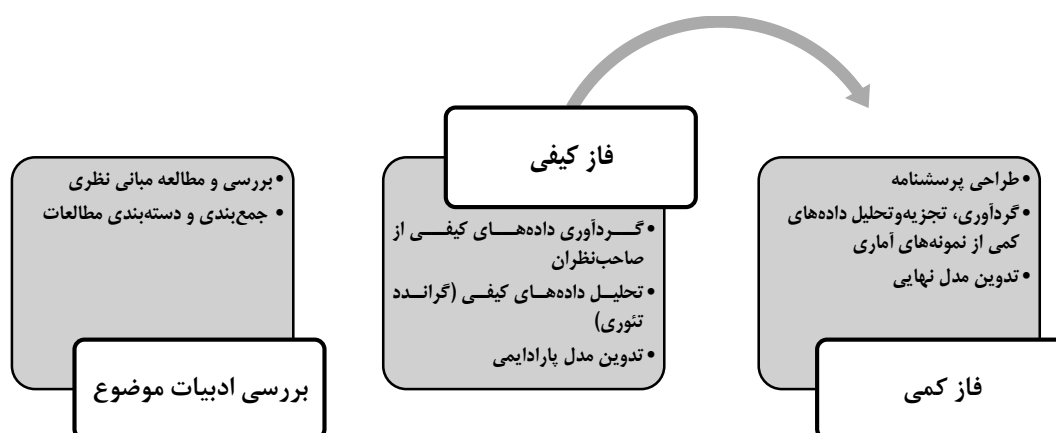 بررسی و مطالعه مبانی نظری
جمع‌بندی و دسته‌بندی مطالعات
بررسی ادبیات موضوع
فاز کیفی
گردآوری داده‌های کیفی از
صاحب‌نظران
تحلیل داده‌های کیفی (گراندد
تئوری)
تدوین مدل پارادایمی
طراحی پرسشنامه
گردآوری، تجزیه‌وتحلیل داده‌های
کمی از نمونه‌های آماری
تدوین مدل نهایی
فاز کمی